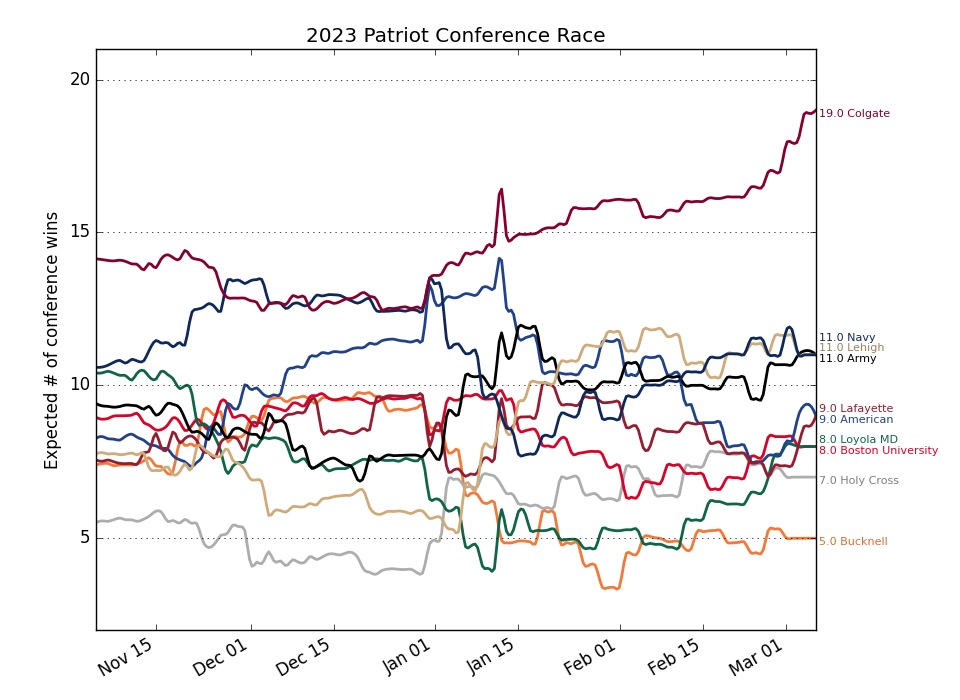 2023 Patriot Conference Race
Expected # of conference wins
20
15
10
5
19.0 Colgate
11.0 Navy
11.0 Lehigh
11.0 Army
9.0 Lafayette
9.0 American
8.0 Loyola MD
8.0 Boston University
7.0 Holy Cross
5.0 Bucknell
Nov 15
Dec 01
Dec 15
Jan 01
Jan 15
Feb 01
Feb 15
Mar 01